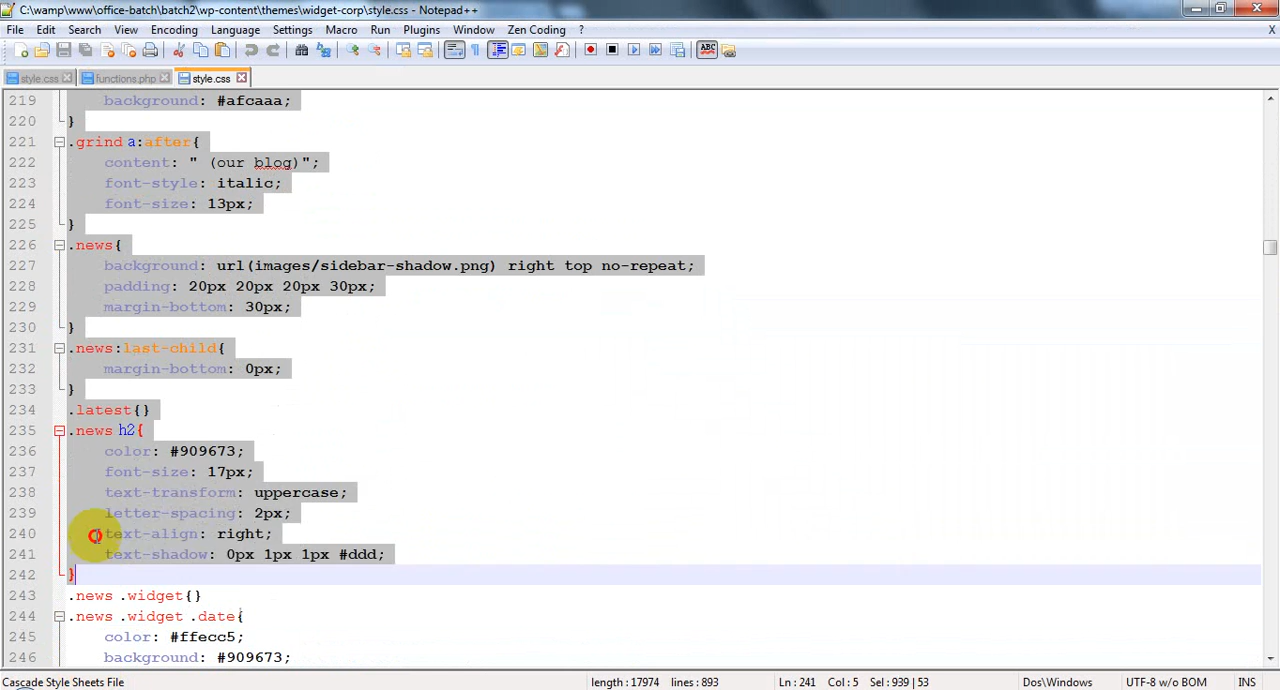 C:\wamp\www\office-batch\batch2\wp-content\themes\widget-corp\style.css - Notepad++
File Edit Search View Encoding Language Settings Macro Run Plugins Window Zen Coding ? X
style.css functions.php style.css
219 background: #afcaaa;
220 }
221 .grind a:after{
222 content: " (our blog)";
223 font-style: italic;
224 font-size: 13px;
225 }
226 .news{
227 background: url(images/sidebar-shadow.png) right top no-repeat;
228 padding: 20px 20px 20px 30px;
229 margin-bottom: 30px;
230 }
231 .news:last-child{
232 margin-bottom: 0px;
233 }
234 .latest{}
235 .news h2{
236 color: #909673;
237 font-size: 17px;
238 text-transform: uppercase;
239 letter-spacing: 2px;
240 text-align: right;
241 text-shadow: 0px 1px 1px #ddd;
242 }
243 .news .widget{}
244 .news .widget .date{
245 color: #ffecc5;
246 background: #909673;
Cascade Style Sheets File length : 17974 lines : 893 Ln : 241 Col : 5 Sel : 939 | 53 Dos\Windows UTF-8 w/o BOM INS